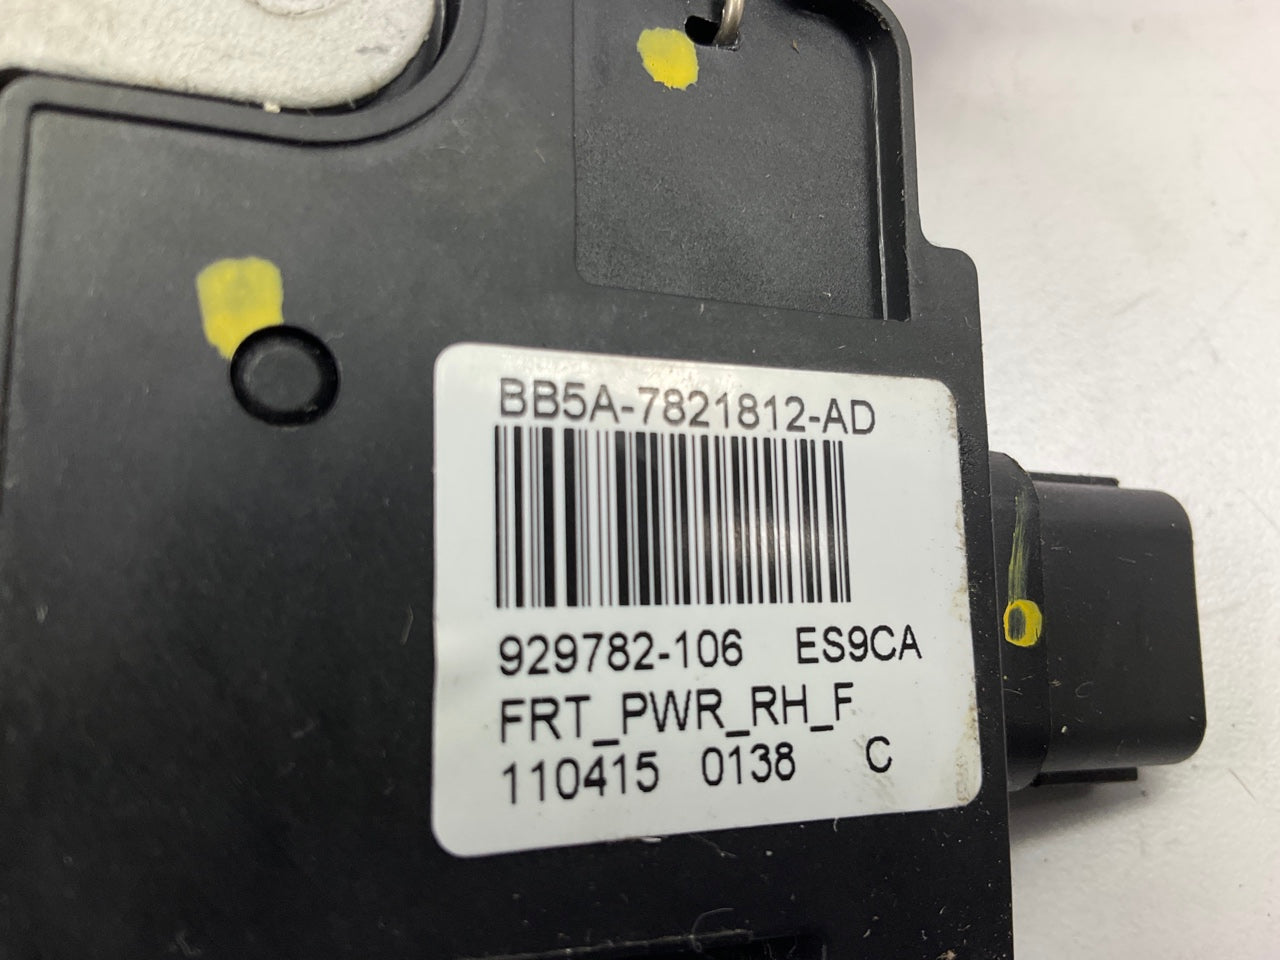 BB5A-7821812-AD
929782-106 ES9CA
FRT_PWR_RH_F
110415 0138 C